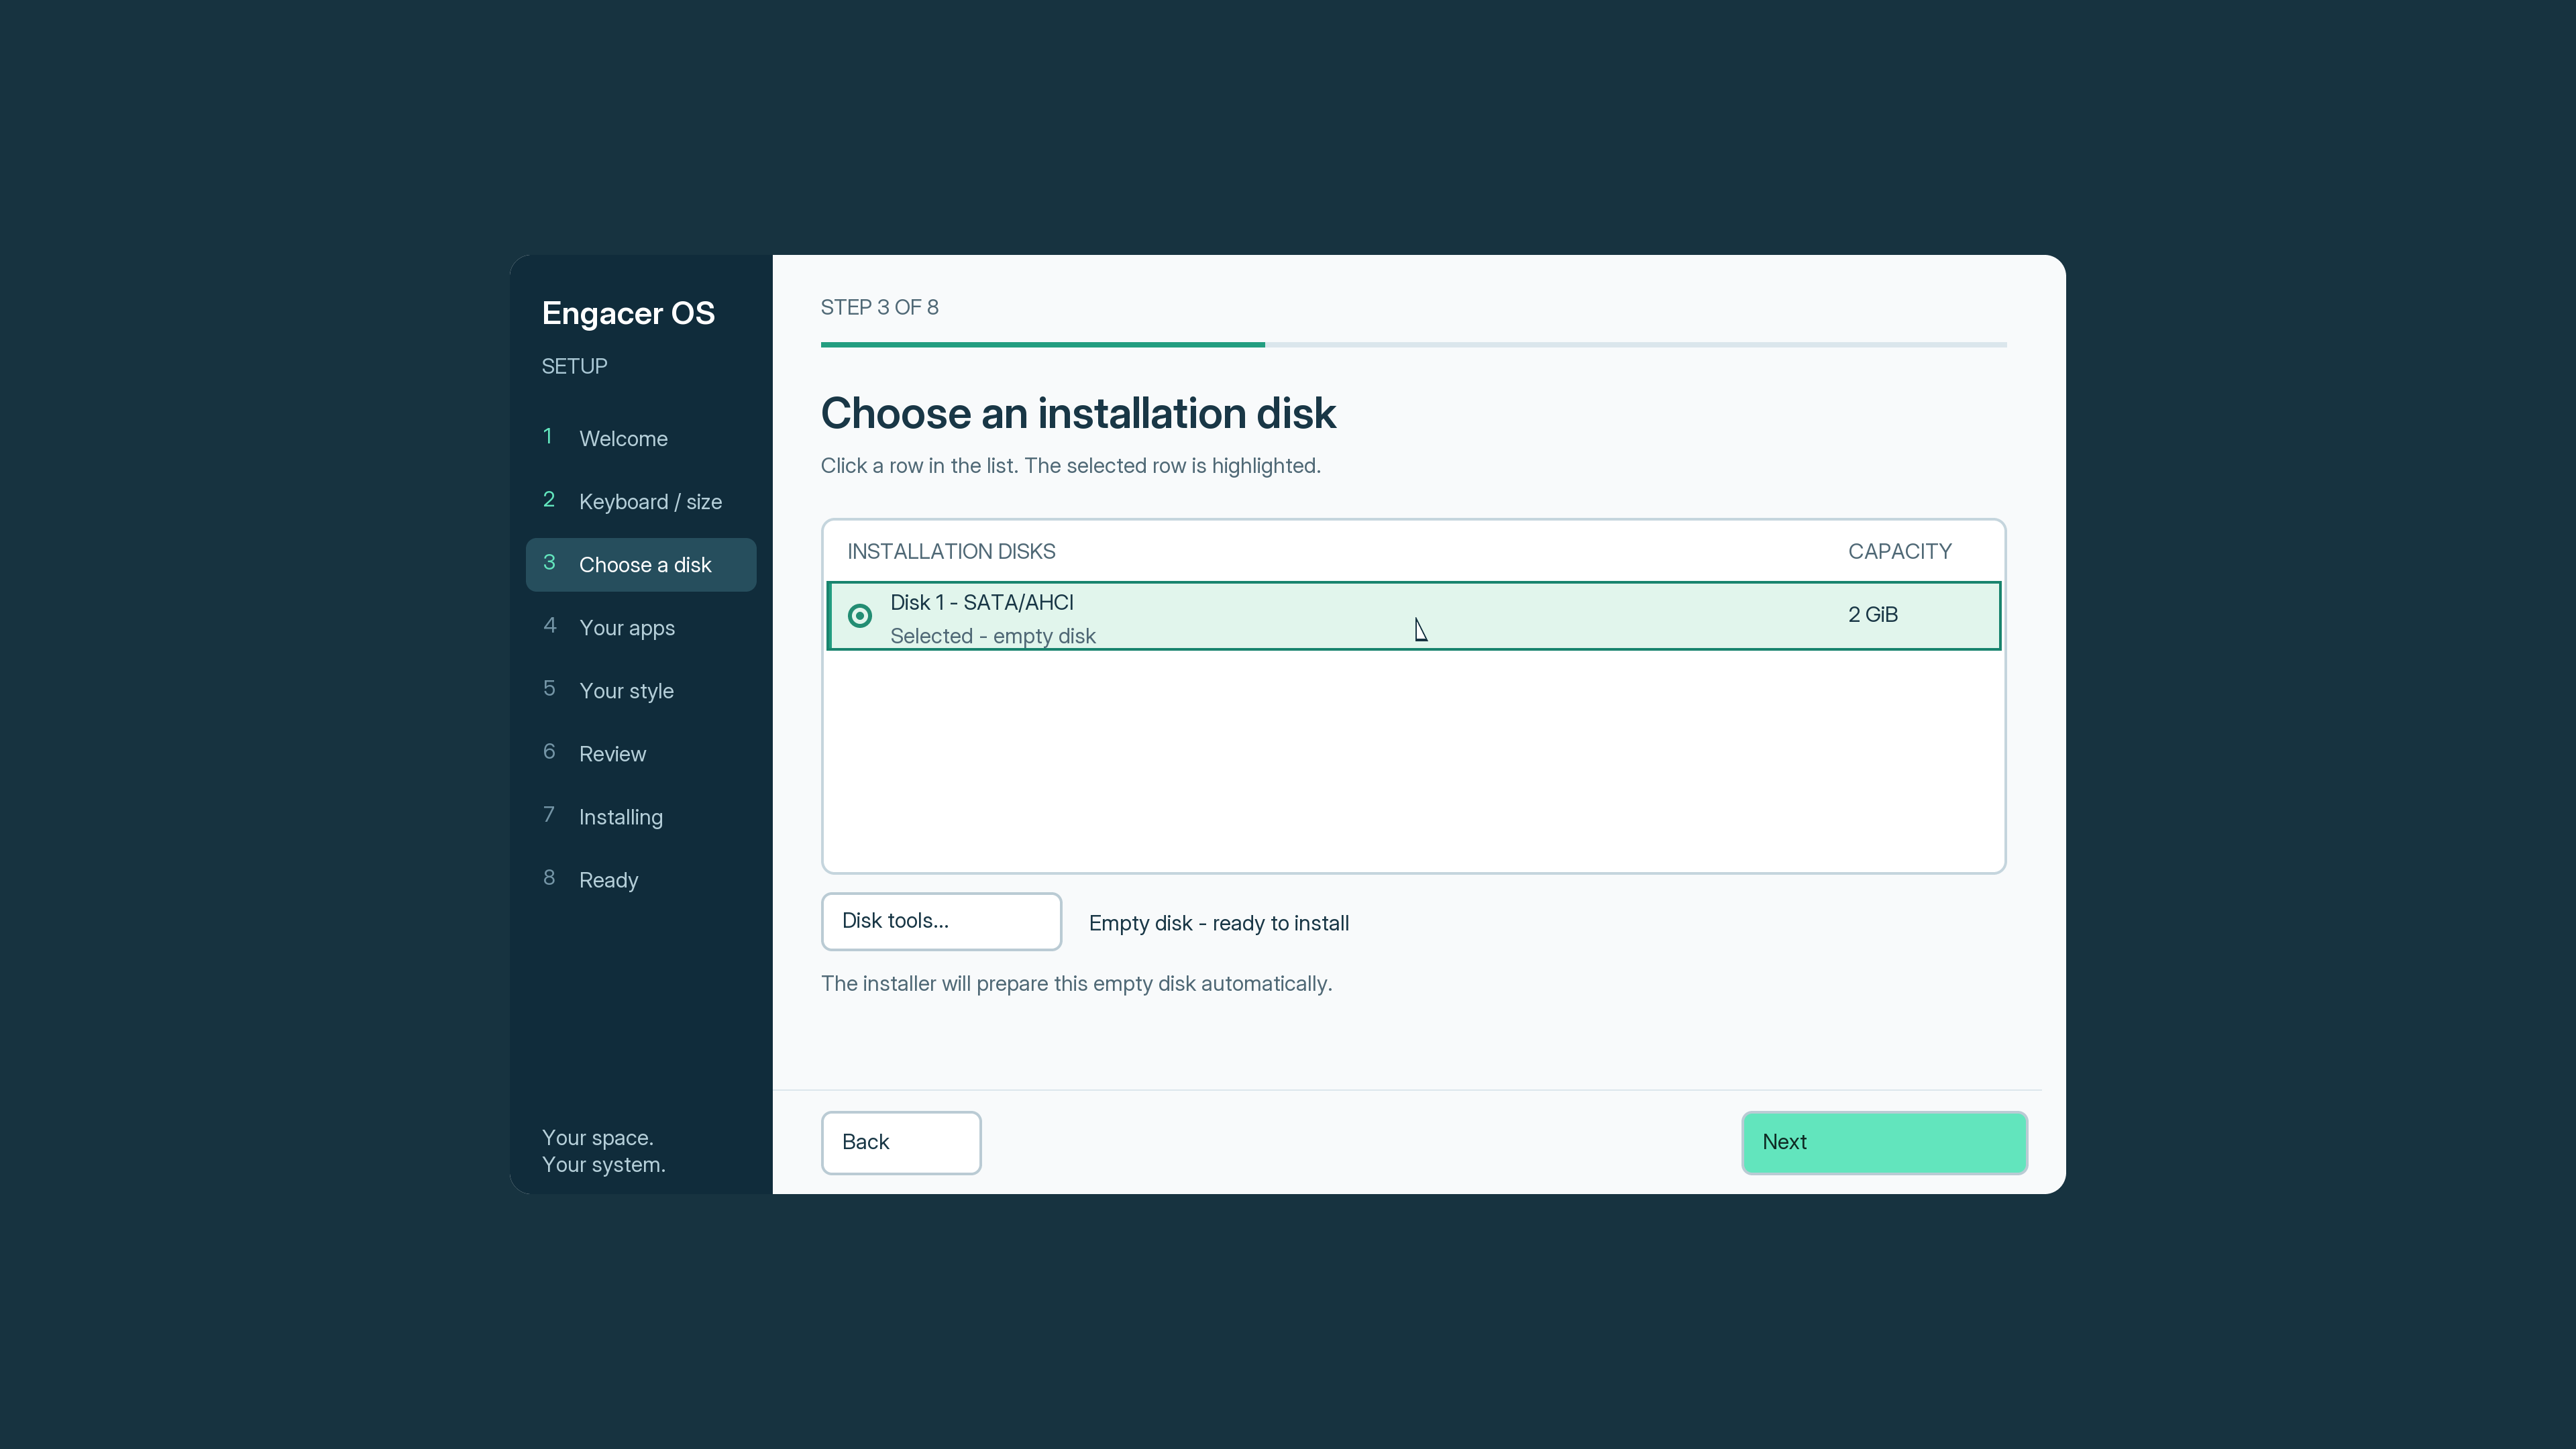 Engacer OS
SETUP
1 Welcome
2 Keyboard / size
3 Choose a disk
4 Your apps
5 Your style
6 Review
7 Installing
8 Ready
Your space.
Your system.
STEP 3 OF 8
Choose an installation disk
Click a row in the list. The selected row is highlighted.
INSTALLATION DISKS CAPACITY
Disk 1 - SATA/AHCI 2 GiB
Selected - empty disk
Disk tools... Empty disk - ready to install
The installer will prepare this empty disk automatically.
Back Next